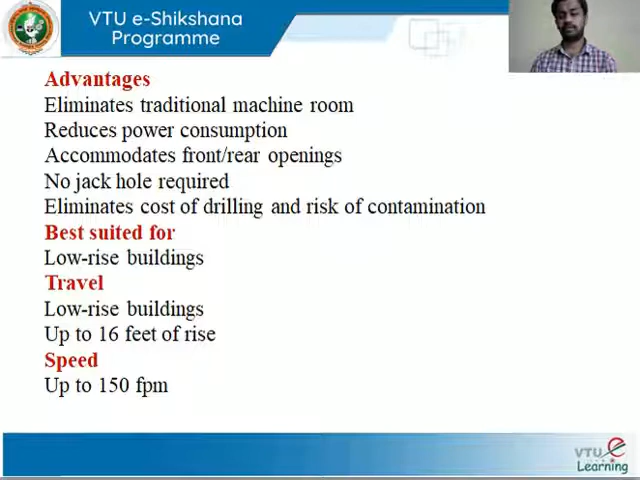 VTU e-Shikshana
Programme
Advantages
Eliminates traditional machine room
Reduces power consumption
Accommodates front/rear openings
No jack hole required
Eliminates cost of drilling and risk of contamination
Best suited for
Low-rise buildings
Travel
Low-rise buildings
Up to 16 feet of rise
Speed
Up to 150 fpm
VTU e
Learning